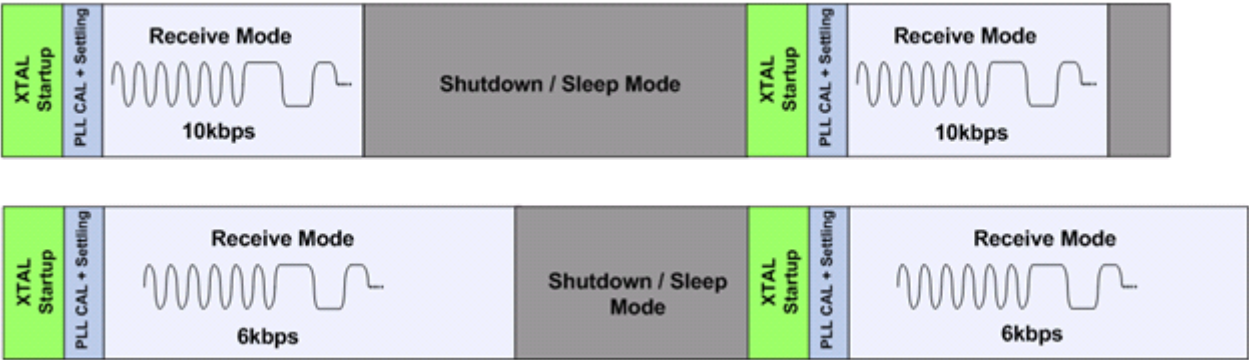 XTAL
Startup
PLL CAL + Settling
Receive Mode
10kbps
Shutdown / Sleep Mode
XTAL
Startup
PLL CAL + Settling
Receive Mode
10kbps
XTAL
Startup
PLL CAL + Settling
Receive Mode
6kbps
Shutdown / Sleep
Mode
XTAL
Startup
PLL CAL + Settling
Receive Mode
6kbps